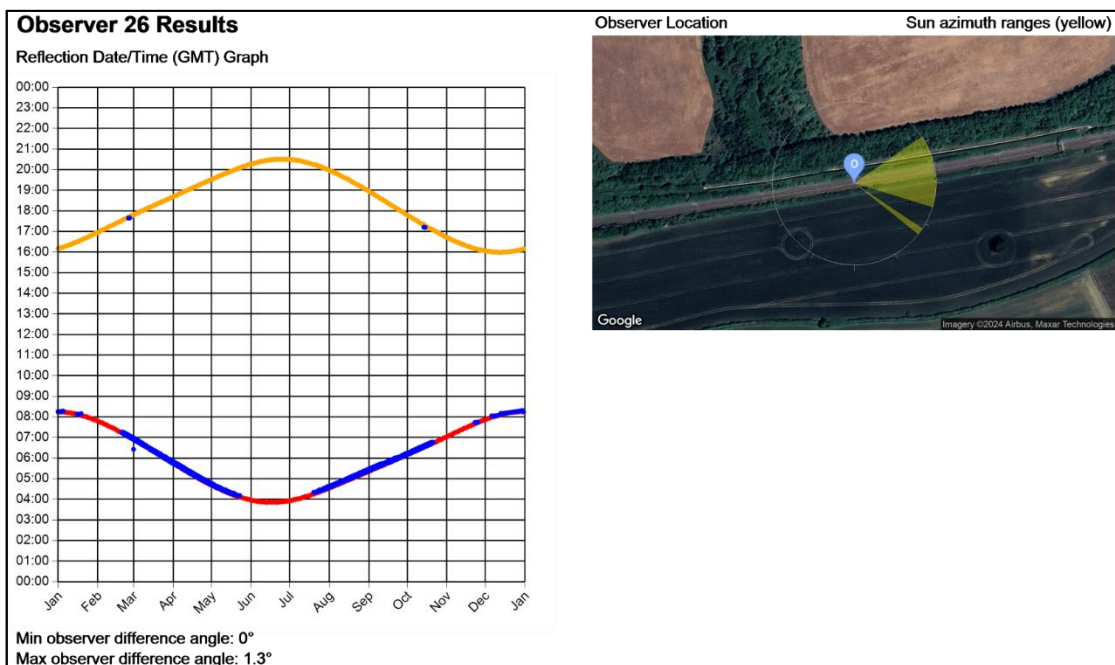 Observer 26 Results
Reflection Date/Time (GMT) Graph
00:00
23:00
22:00
21:00
20:00
19:00
18:00
17:00
16:00
15:00
14:00
13:00
12:00
11:00
10:00
09:00
08:00
07:00
06:00
05:00
04:00
03:00
02:00
01:00
00:00
Jan Feb Mar Apr May Jun Jul Aug Sep Oct Nov Dec Jan
Min observer difference angle: 0°
Max observer difference angle: 1.3°
Observer Location Sun azimuth ranges (yellow)
O
Google
Imagery ©2024 Airbus, Maxar Technologies